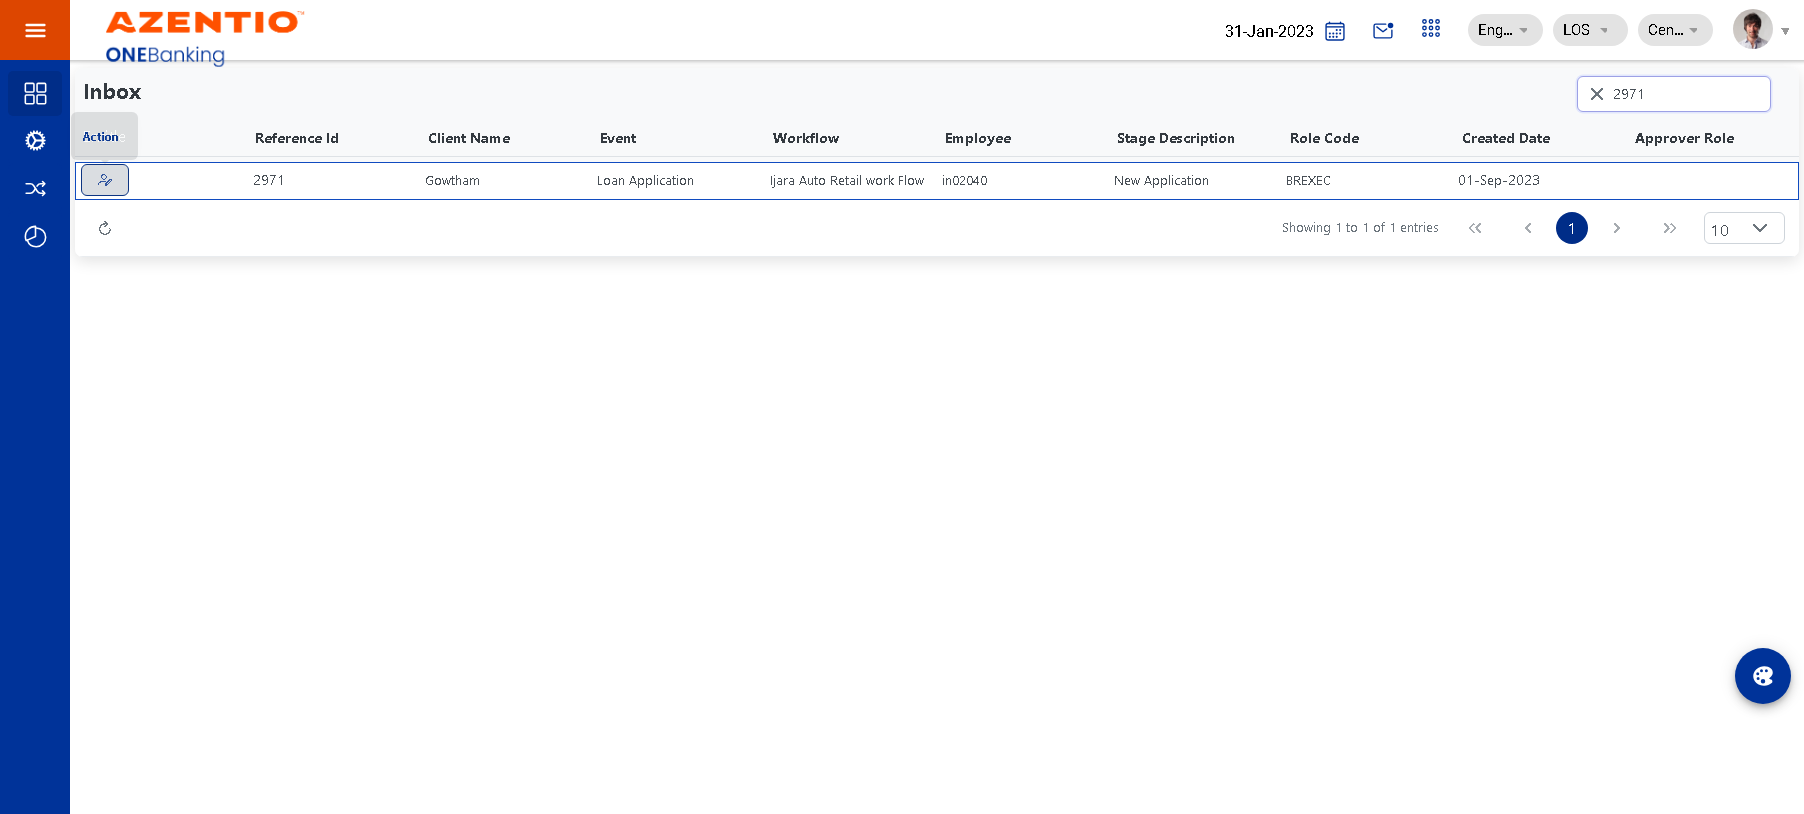 AZENTIO™
ONEBanking
31-Jan-2023 Eng... LOS Cen...
Inbox
2971
Action Reference Id Client Name Event Workflow Employee Stage Description Role Code Created Date Approver Role
2971 Gowtham Loan Application Ijara Auto Retail work Flow in02040 New Application BREXEC 01-Sep-2023
Showing 1 to 1 of 1 entries 1 10